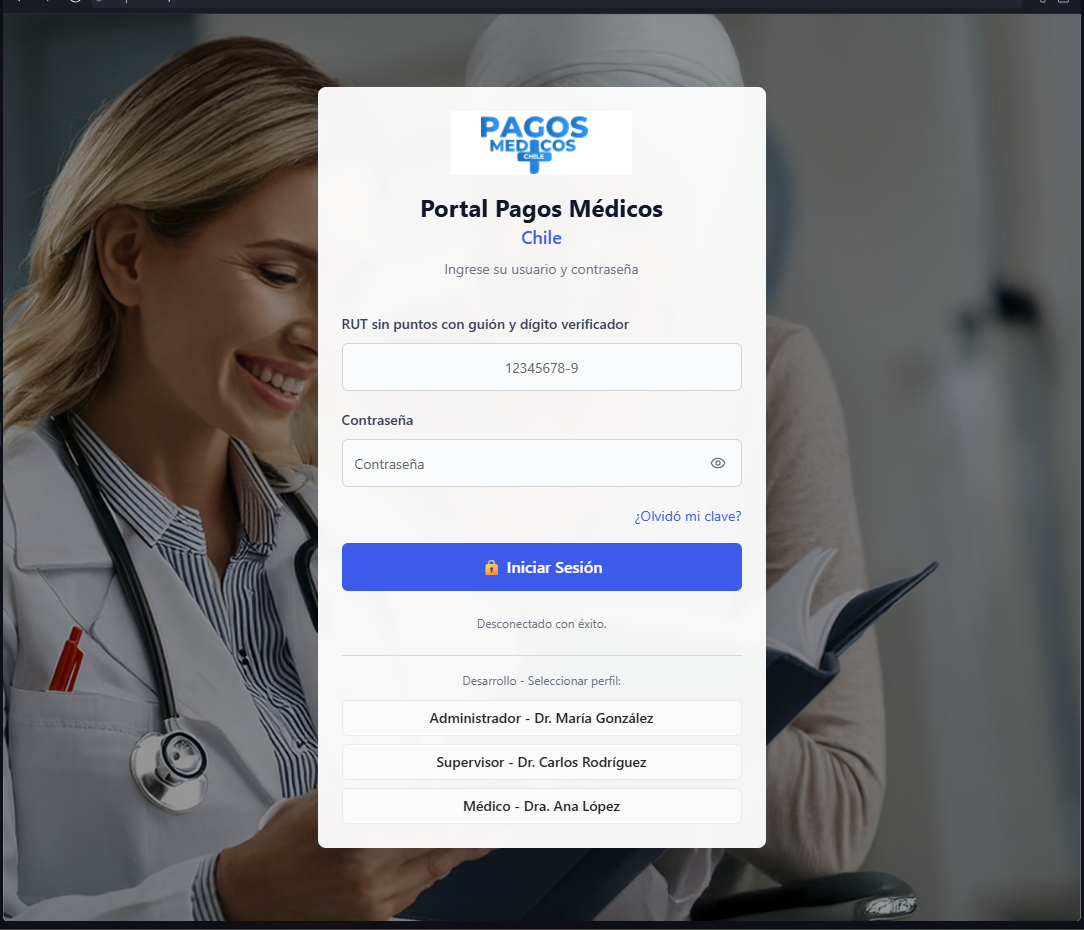 PAGOS
MEDICOS
CHILE
Portal Pagos Médicos
Chile
Ingrese su usuario y contraseña
RUT sin puntos con guión y dígito verificador
12345678-9
Contraseña
Contraseña
¿Olvidó mi clave?
Iniciar Sesión
Desconectado con éxito.
Desarrollo - Seleccionar perfil:
Administrador - Dr. María González
Supervisor - Dr. Carlos Rodríguez
Médico - Dra. Ana López